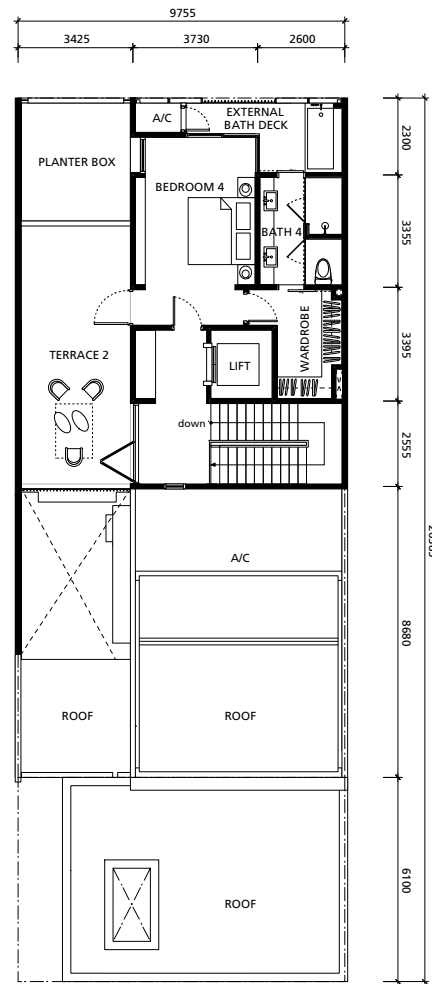 9755
3425 3730 2600
A/C
EXTERNAL
BATH DECK
2300
PLANTER BOX
BEDROOM 4
3355
BATH 4
TERRACE 2
LIFT
WARDROBE
3395
down
2555
A/C
8680
ROOF
ROOF
6100
ROOF